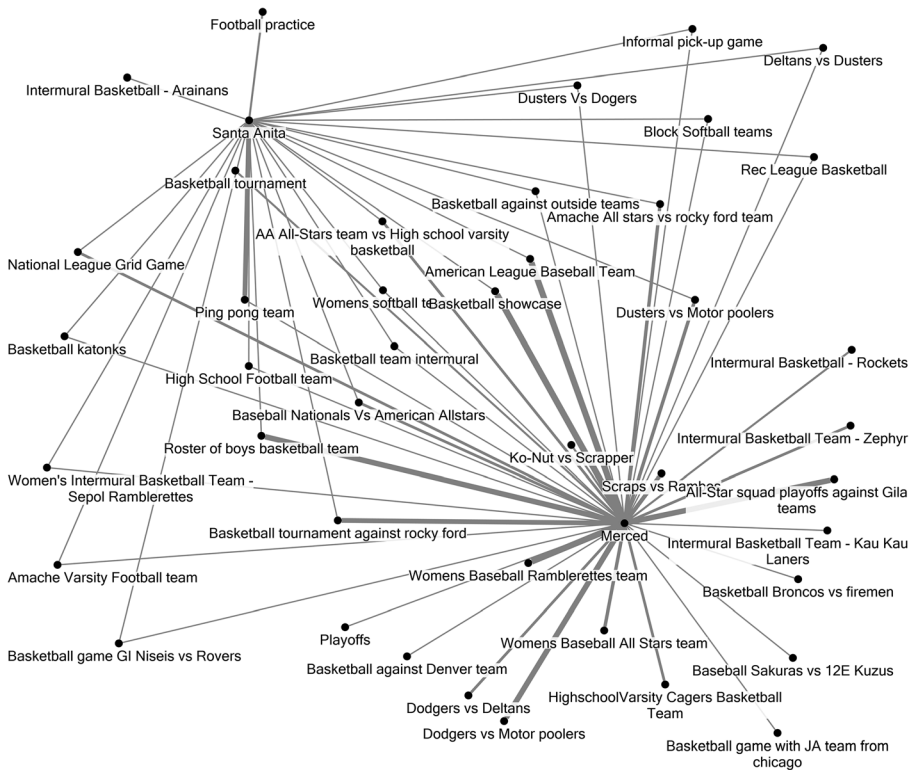 Football practice
Informal pick-up game
Deltans vs Dusters
Intermural Basketball - Arainans
Dusters Vs Dogers
Santa Anita
Block Softball teams
Rec League Basketball
Basketball tournament
Basketball against outside teams
Amache All stars vs rocky ford team
AA All-Stars team vs High school varsity
basketball
National League Grid Game
American League Baseball Team
Womens softball te
Basketball showcase
Ping pong team
Dusters vs Motor poolers
Basketball katonks
Basketball team intermural
Intermural Basketball - Rockets
High School Football team
Baseball Nationals Vs American Allstars
Roster of boys basketball team
Ko-Nut vs Scrapper
Intermural Basketball Team - Zephyr
Women's Intermural Basketball Team -
Sepol Ramblerettes
Scraps vs
All-Star squad playoffs against Gila
teams
Basketball tournament against rocky ford
Merced
Intermural Basketball Team - Kau Kau
Laners
Amache Varsity Football team
Womens Baseball Ramblerettes team
Basketball Broncos vs firemen
Playoffs
Womens Baseball All Stars team
Basketball game GI Niseis vs Rovers
Basketball against Denver team
Baseball Sakuras vs 12E Kuzus
Dodgers vs Deltans
HighschoolVarsity Cagers Basketball
Team
Dodgers vs Motor poolers
Basketball game with JA team from
chicago